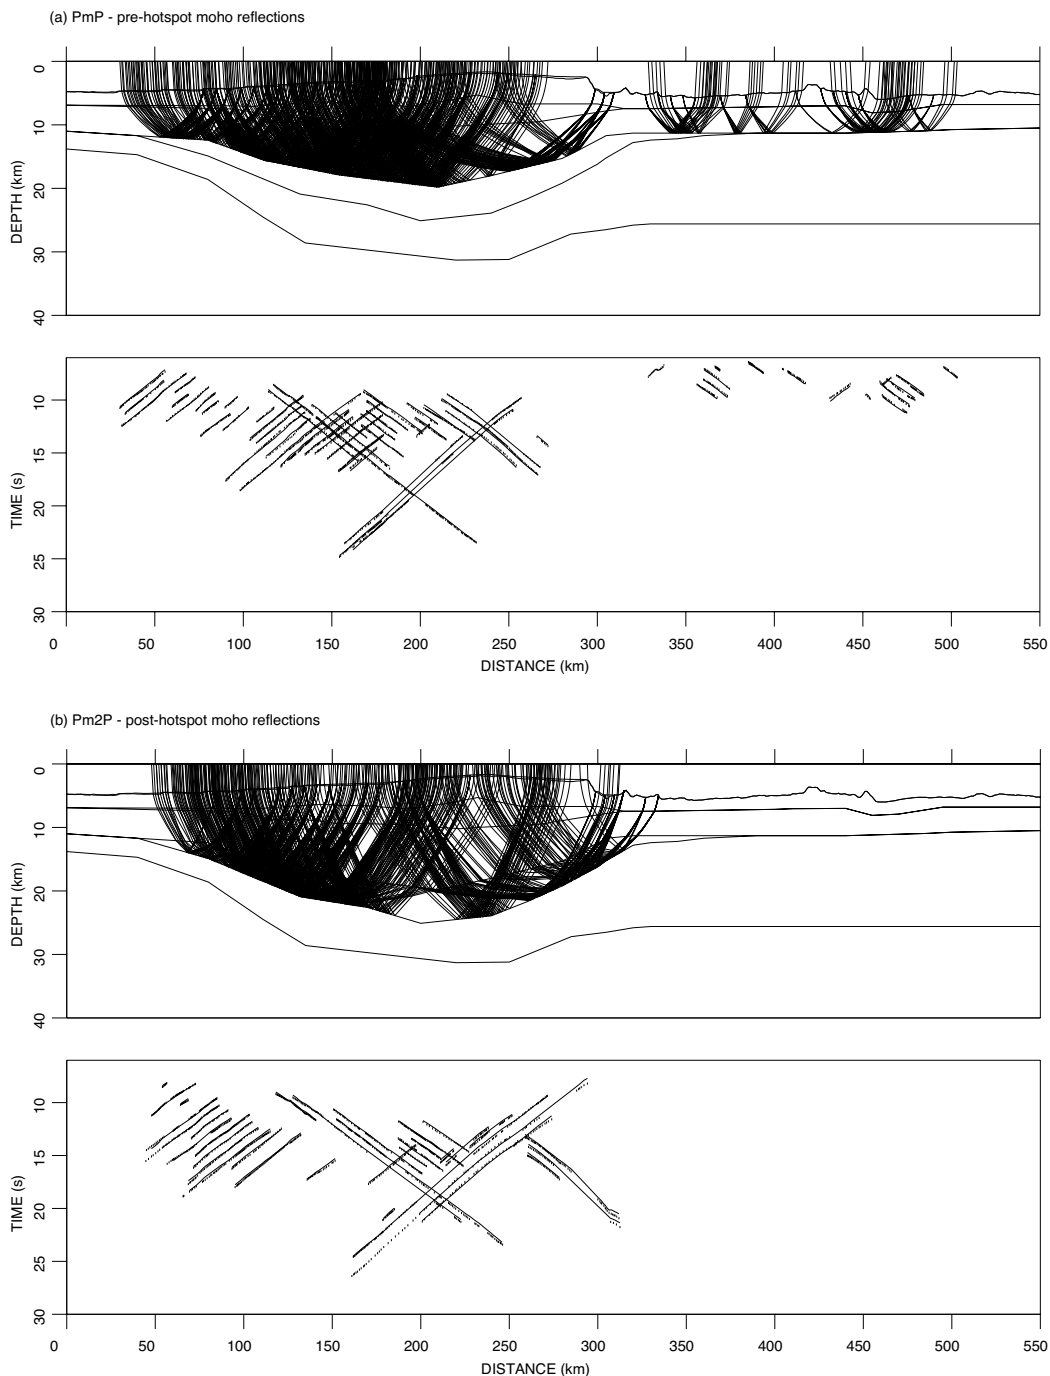 (a) PmP - pre-hotspot moho reflections
0
10
20
30
40
DEPTH (km)
10
15
20
25
30
TIME (s)
0 50 100 150 200 250 300 350 400 450 500 550
DISTANCE (km)
(b) Pm2P - post-hotspot moho reflections
0
10
20
30
40
DEPTH (km)
10
15
20
25
30
TIME (s)
0 50 100 150 200 250 300 350 400 450 500 550
DISTANCE (km)